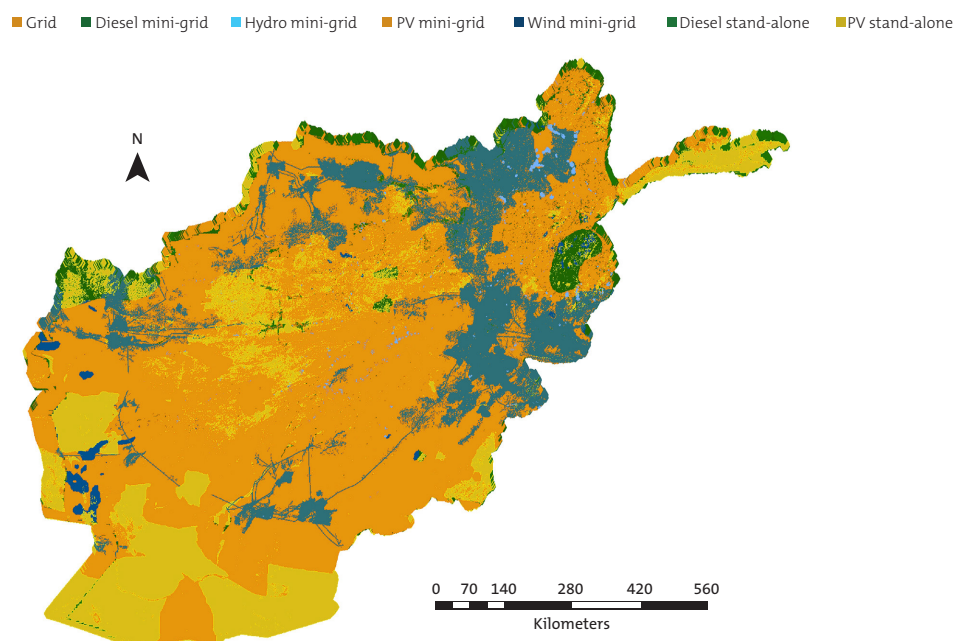 Grid Diesel mini-grid Hydro mini-grid PV mini-grid Wind mini-grid Diesel stand-alone PV stand-alone
N
0 70 140 280 420 560
Kilometers